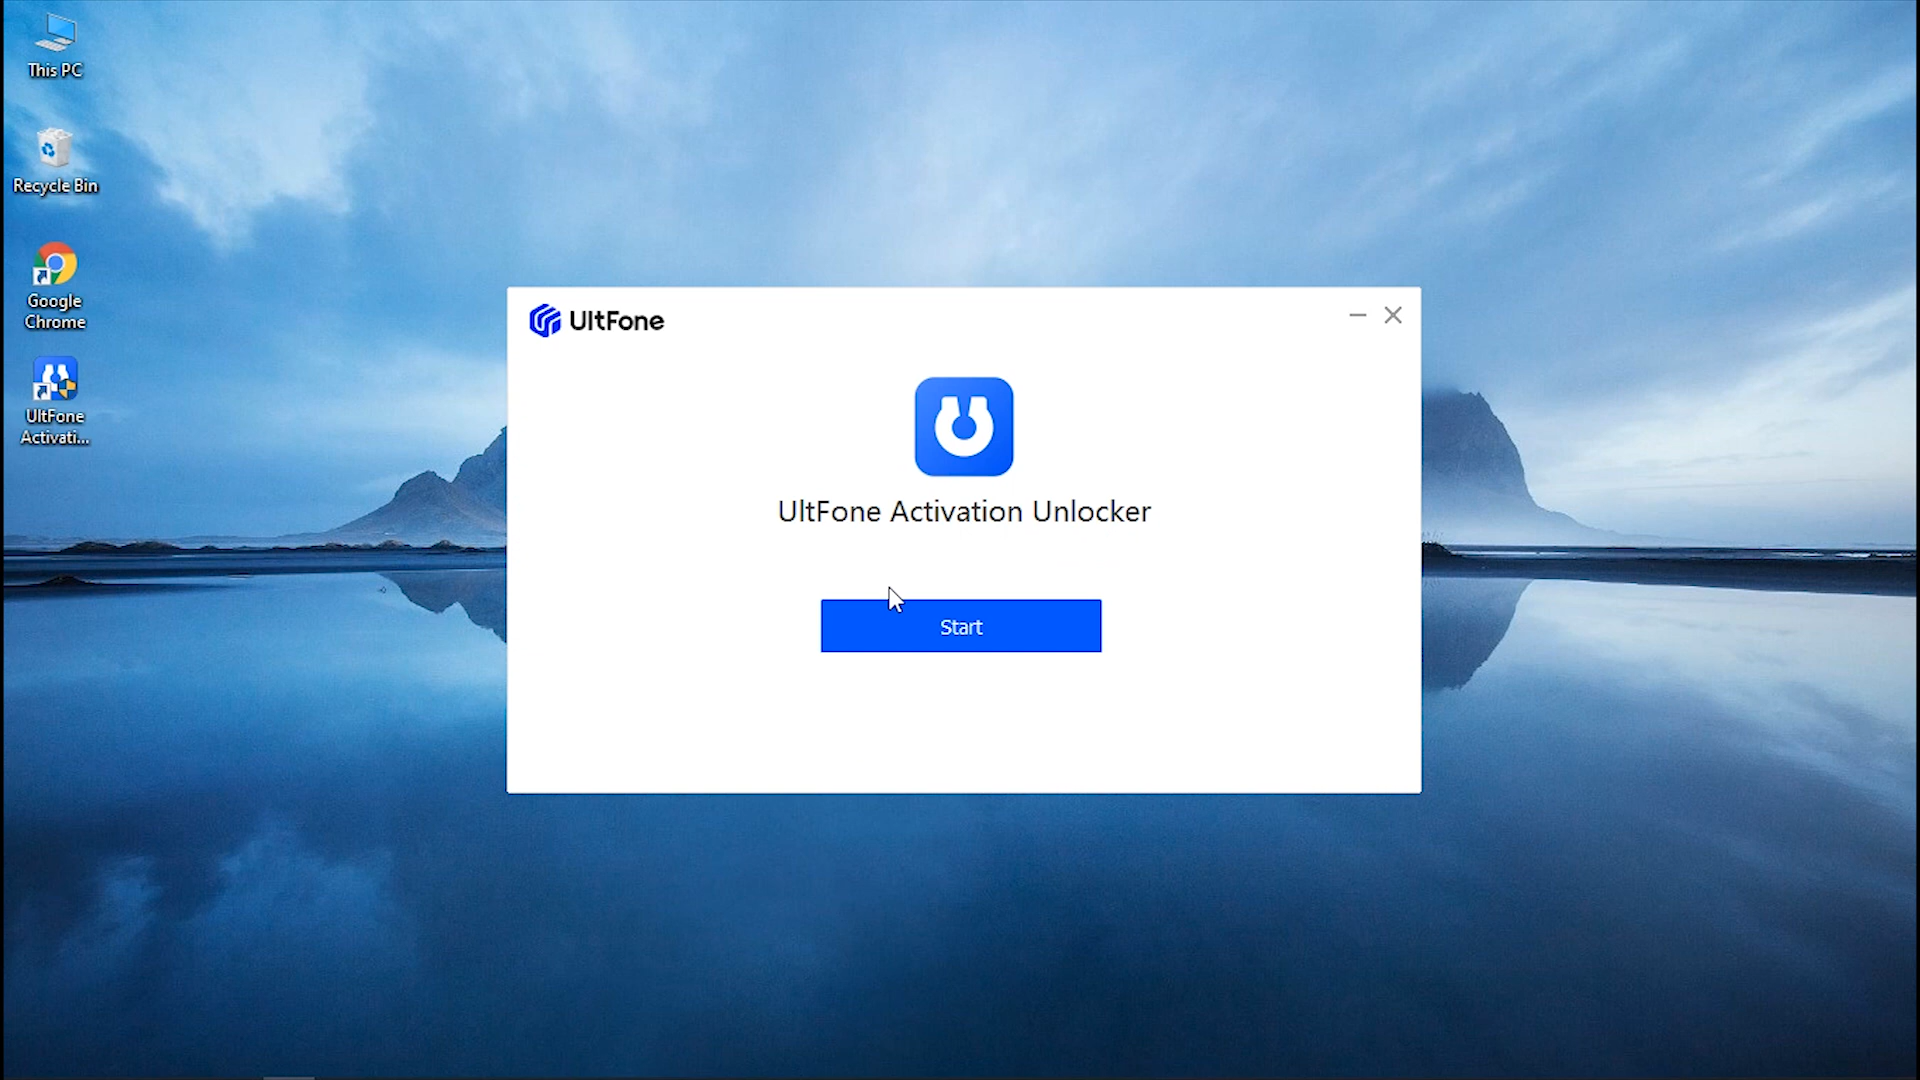 This PC
Recycle Bin
Google
Chrome
UltFone
Activati...
UltFone
UltFone Activation Unlocker
Start